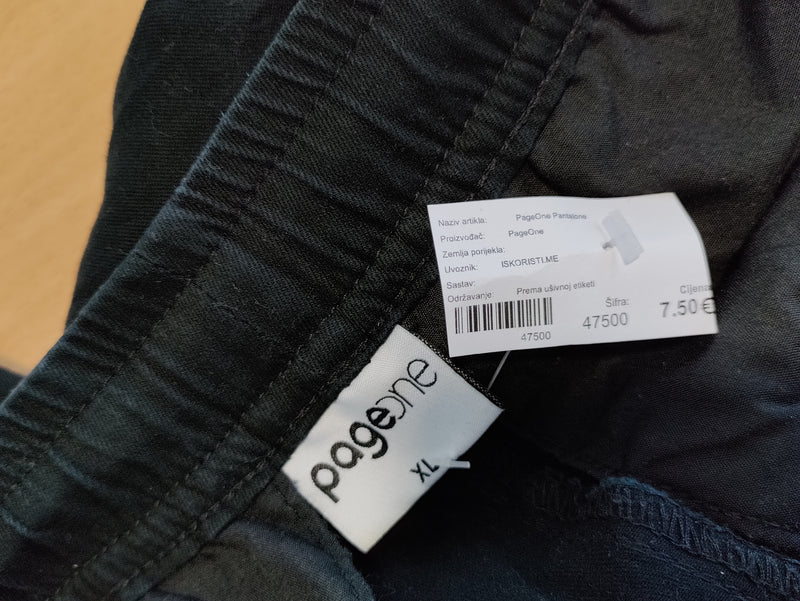 Naziv artikla: PageOne Pantalone
Proizvođač: PageOne
Zemlja porijekla:
Uvoznik: ISKORISTI.ME
Sastav:
Održavanje: Prema ušivnoj etiketi
Šifra: Cijena
47500 47500 7.50€
pageone
XL